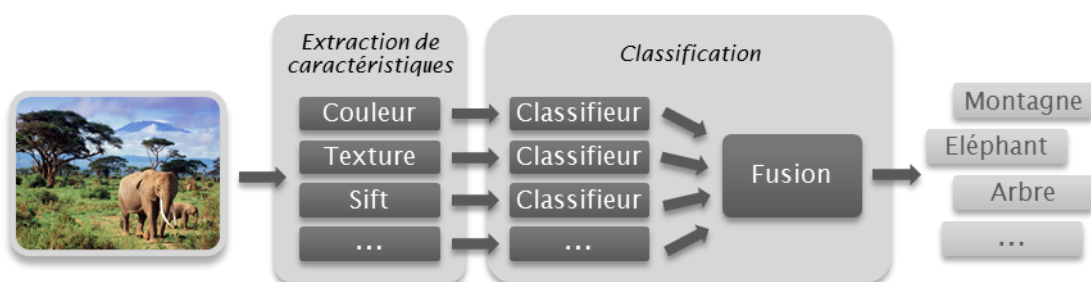 Extraction de
caractéristiques
Couleur
Texture
Sift
...
Classification
Classifieur
Classifieur
Classifieur
...
Fusion
Montagne
Eléphant
Arbre
...